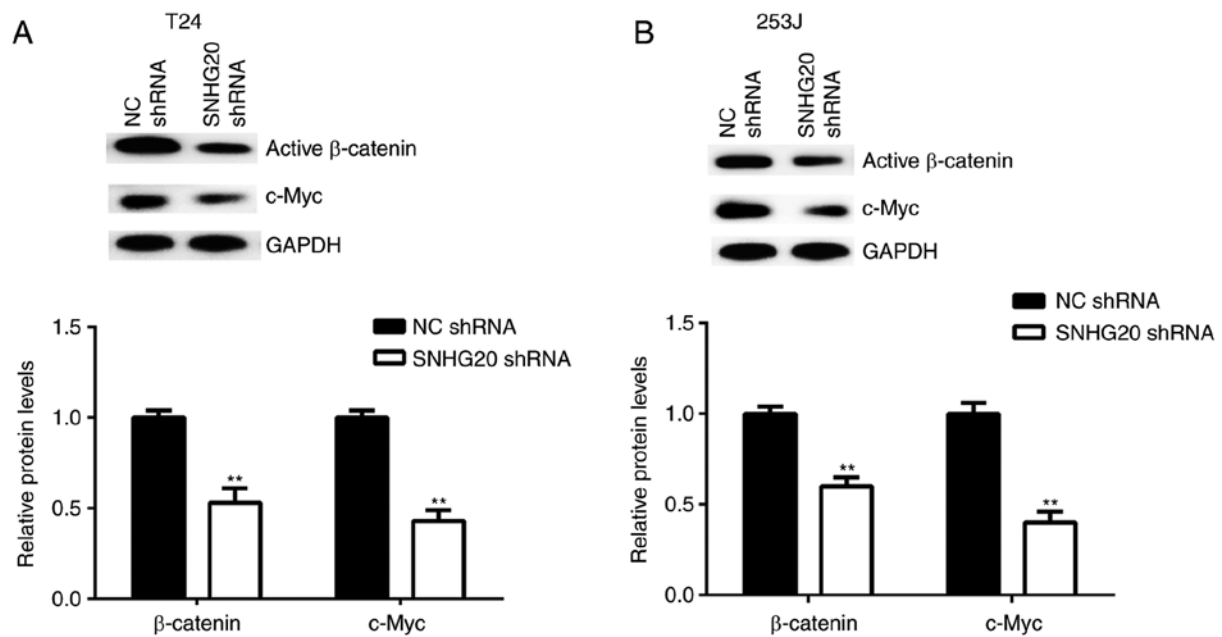 A
T24
NC
shRNA
SNHG20
shRNA
Active β-catenin
c-Myc
GAPDH
NC shRNA
SNHG20 shRNA
Relative protein levels
1.5
1.0
0.5
0.0
**
**
β-catenin
c-Myc
B
253J
NC
shRNA
SNHG20
shRNA
Active β-catenin
c-Myc
GAPDH
NC shRNA
SNHG20 shRNA
Relative protein levels
1.5
1.0
0.5
0.0
**
**
β-catenin
c-Myc